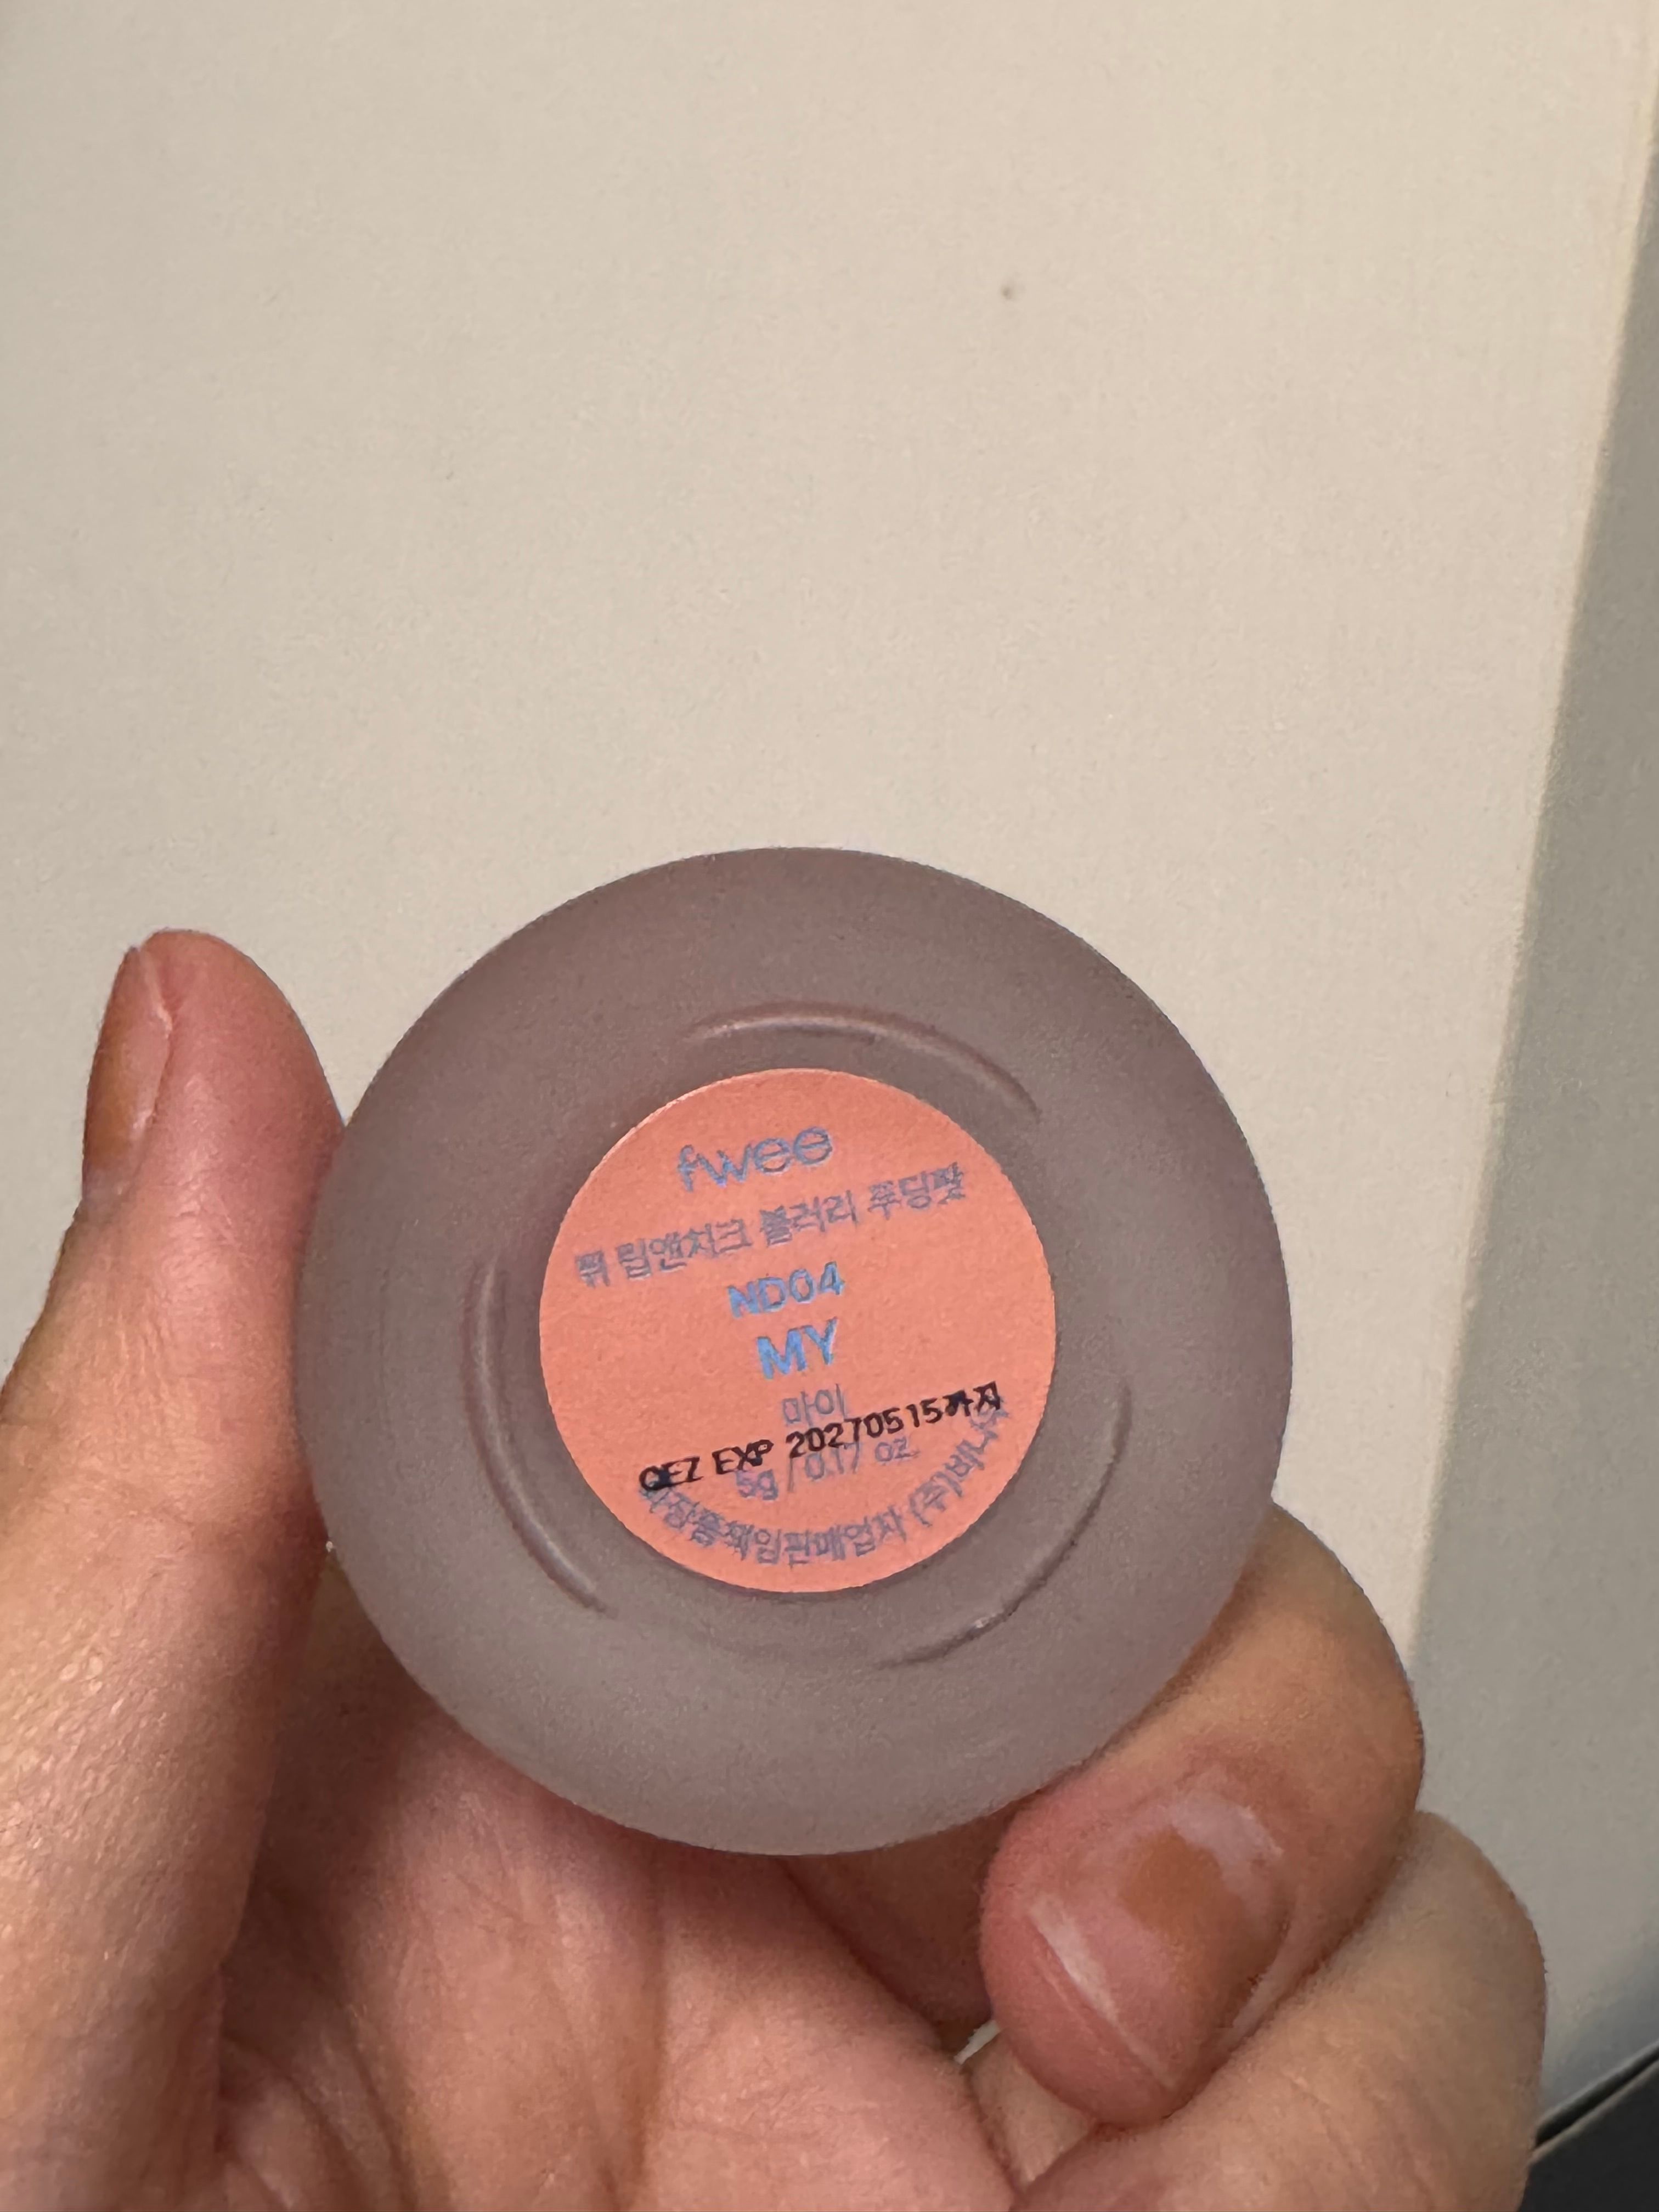 fwee
퓌 립앤치크 블러리 푸딩팟
ND04
MY
마이
QEZ EXP 20270515까지
5g / 0.17 oz.
화장품책임판매업자 (주)비나우